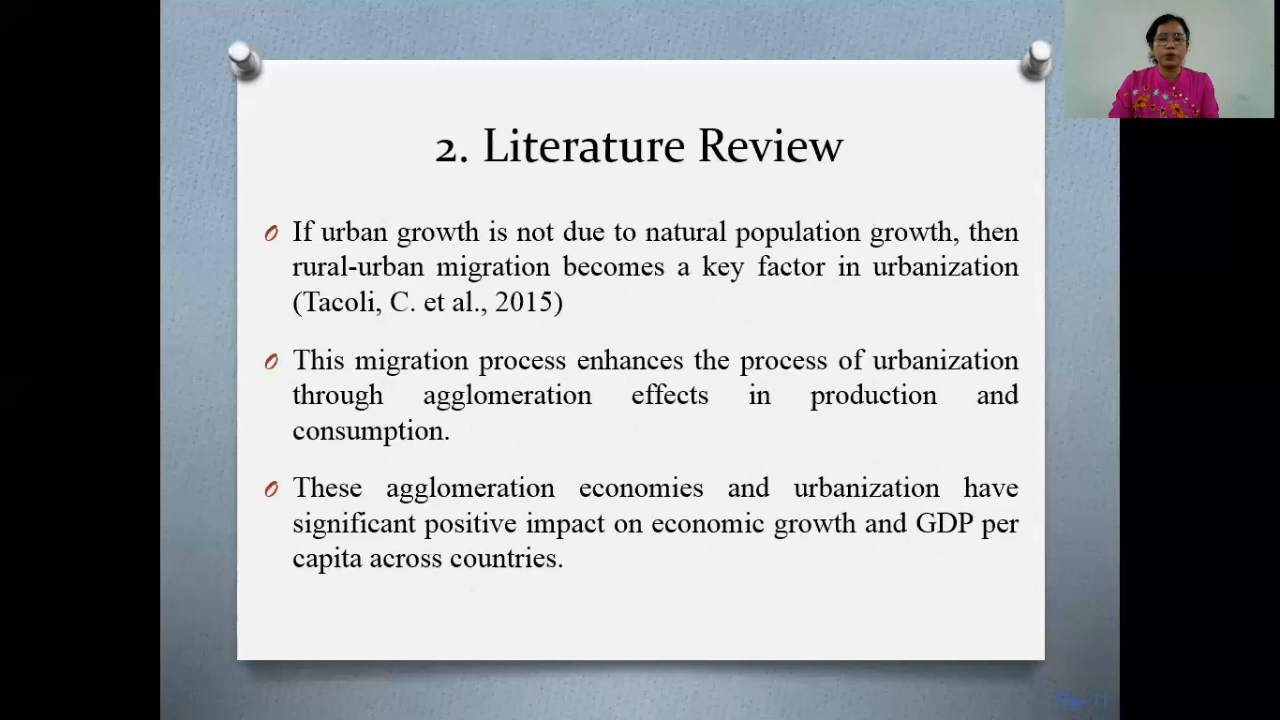 2. Literature Review
If urban growth is not due to natural population growth, then
rural-urban migration becomes a key factor in urbanization
(Tacoli, C. et al., 2015)
This migration process enhances the process of urbanization
through agglomeration effects in production and
consumption.
These agglomeration economies and urbanization have
significant positive impact on economic growth and GDP per
capita across countries.